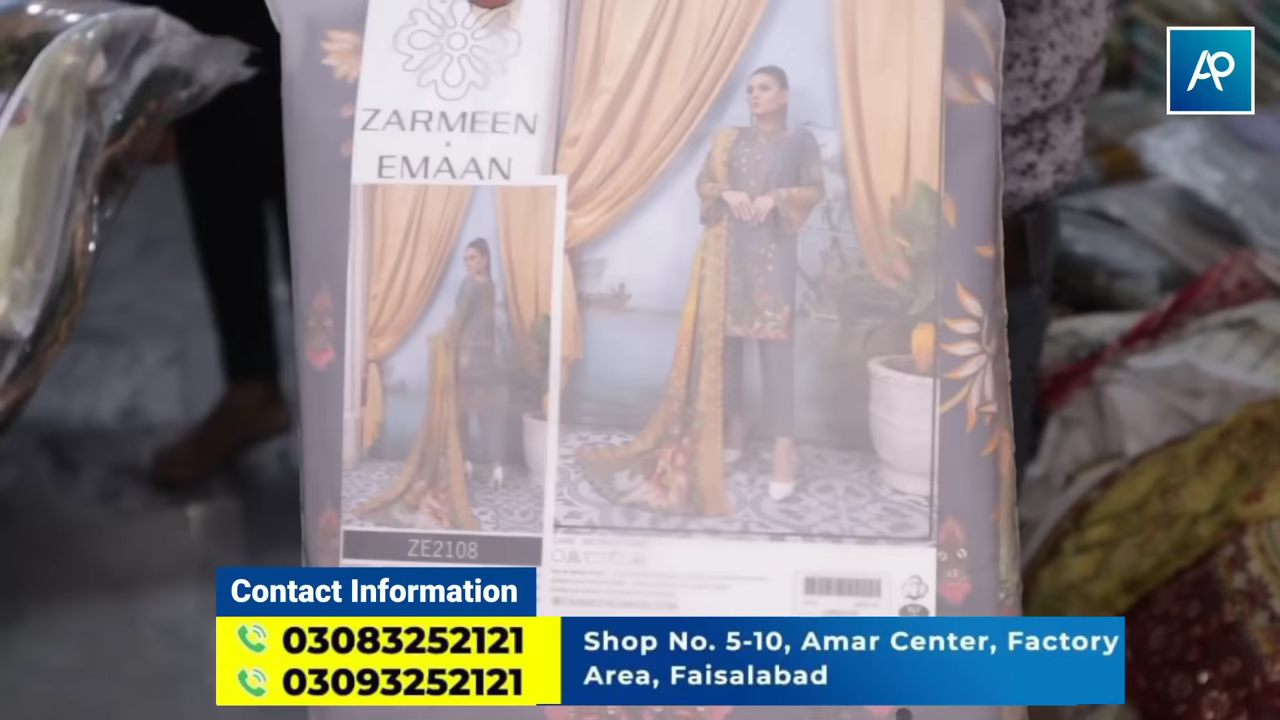 AP
ZARMEEN
EMAAN
ZE2108
Contact Information
03083252121
03093252121
Shop No. 5-10, Amar Center, Factory
Area, Faisalabad